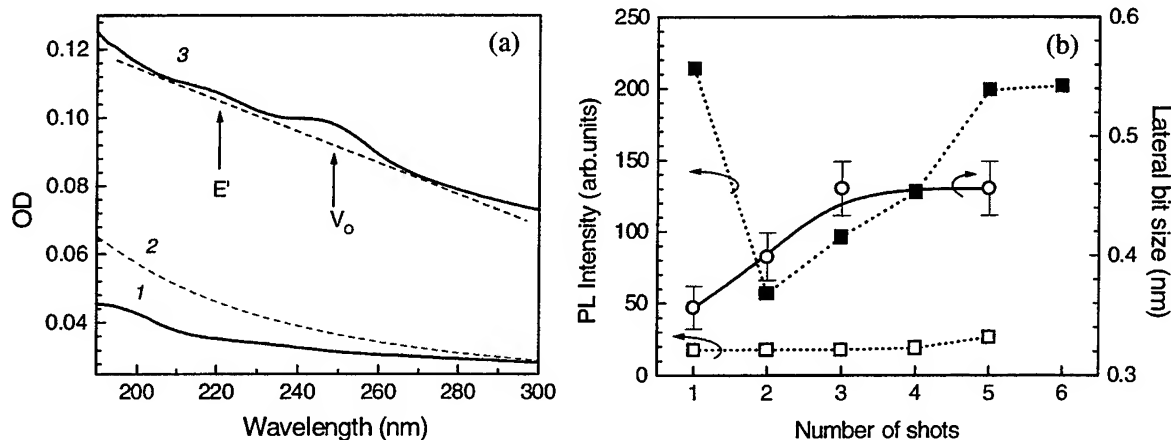 (a)
OD
0.12
0.10
0.08
0.06
0.04
3
E'
Vo
2
1
200 220 240 260 280 300
Wavelength (nm)
(b)
PL Intensity (arb.units)
250
200
150
100
50
0
0.6
0.5
0.4
0.3
Lateral bit size (nm)
1 2 3 4 5 6
Number of shots